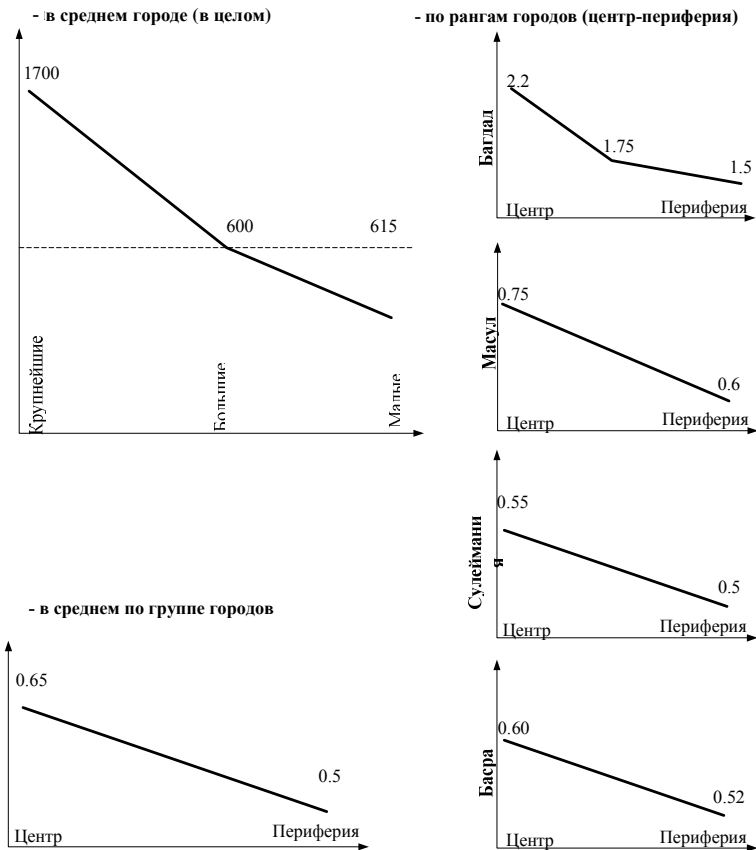 - в среднем городе (в целом)
1700
600
615
Крупнейшие
Большие
Малые
- по рангам городов (центр-периферия)
Багдад
2.2
1.75
1.5
Центр
Периферия
Масул
0.75
0.6
Центр
Периферия
Сулеймани
я
0.55
0.5
Центр
Периферия
- в среднем по группе городов
0.65
0.5
Центр
Периферия
Басра
0.60
0.52
Центр
Периферия